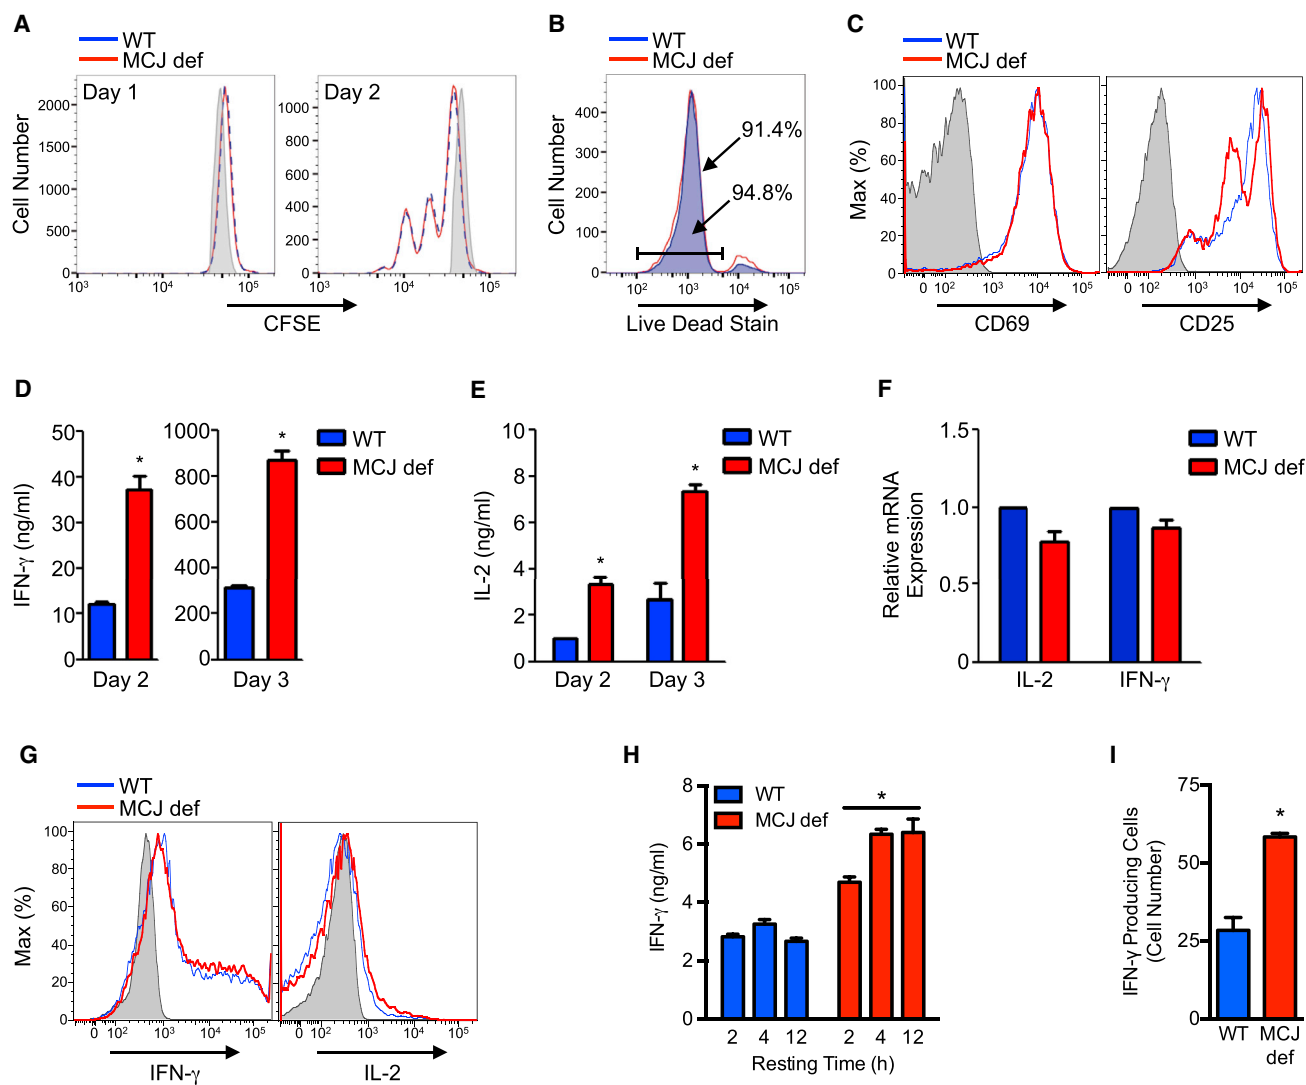 A
WT
MCJ def
Day 1
Day 2
Cell Number
2000
1500
1000
500
0
1000
800
600
400
200
0
10³ 10⁴ 10⁵
10³ 10⁴ 10⁵
CFSE
B
WT
MCJ def
Cell Number
400
300
200
100
0
91.4%
94.8%
10² 10³ 10⁴ 10⁵
Live Dead Stain
C
WT
MCJ def
Max (%)
100
80
60
40
20
0
0 10² 10³ 10⁴ 10⁵
CD69
0 10² 10³ 10⁴ 10⁵
CD25
D
IFN-γ (ng/ml)
50
40
30
20
10
0
*
Day 2
1000
800
600
400
200
0
*
Day 3
WT
MCJ def
E
IL-2 (ng/ml)
10
8
6
4
2
0
*
*
Day 2 Day 3
WT
MCJ def
F
Relative mRNA
Expression
1.5
1.0
0.5
0
IL-2 IFN-γ
WT
MCJ def
G
WT
MCJ def
Max (%)
100
80
60
40
20
0
0 10² 10³ 10⁴ 10⁵
IFN-γ
0 10² 10³ 10⁴ 10⁵
IL-2
H
IFN-γ (ng/ml)
8
6
4
2
0
WT
MCJ def
*
2 4 12 2 4 12
Resting Time (h)
I
IFN-γ Producing Cells
(Cell Number)
75
50
25
0
*
WT MCJ
def